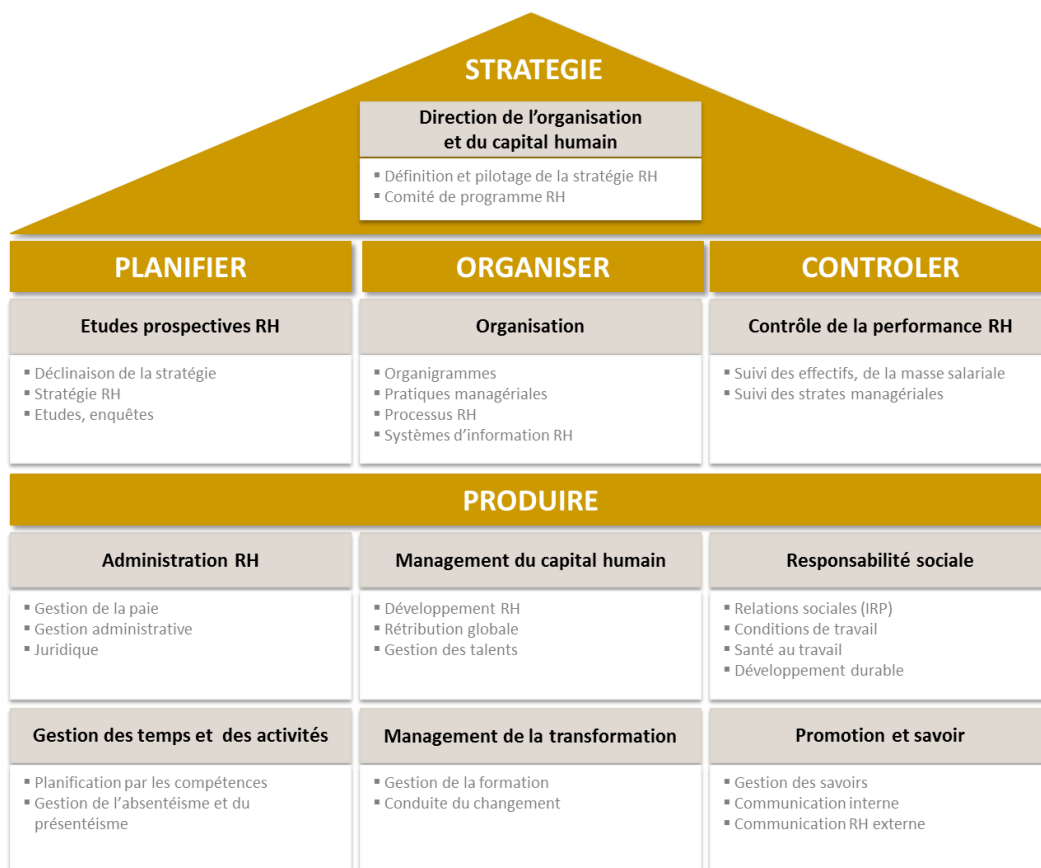 STRATEGIE
Direction de l'organisation
et du capital humain
▪ Définition et pilotage de la stratégie RH
▪ Comité de programme RH
PLANIFIER
ORGANISER
CONTROLER
Etudes prospectives RH
▪ Déclinaison de la stratégie
▪ Stratégie RH
▪ Etudes, enquêtes
Organisation
▪ Organigrammes
▪ Pratiques managériales
▪ Processus RH
▪ Systèmes d'information RH
Contrôle de la performance RH
▪ Suivi des effectifs, de la masse salariale
▪ Suivi des strates managériales
PRODUIRE
Administration RH
▪ Gestion de la paie
▪ Gestion administrative
▪ Juridique
Management du capital humain
▪ Développement RH
▪ Rétribution globale
▪ Gestion des talents
Responsabilité sociale
▪ Relations sociales (IRP)
▪ Conditions de travail
▪ Santé au travail
▪ Développement durable
Gestion des temps et des activités
▪ Planification par les compétences
▪ Gestion de l'absentéisme et du
présentéisme
Management de la transformation
▪ Gestion de la formation
▪ Conduite du changement
Promotion et savoir
▪ Gestion des savoirs
▪ Communication interne
▪ Communication RH externe